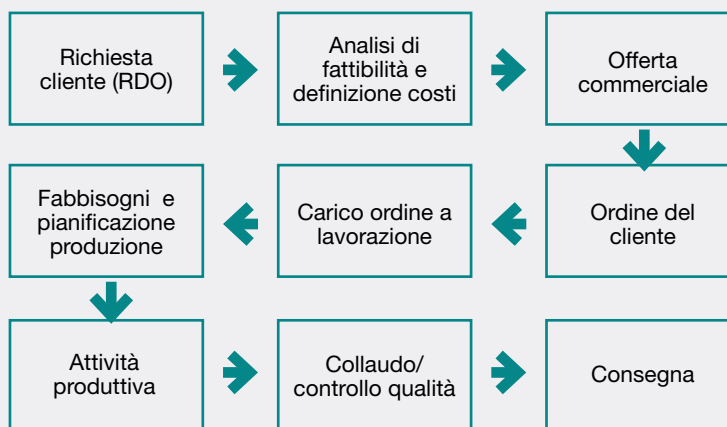 Richiesta
cliente (RDO)
Analisi di
fattibilità e
definizione costi
Offerta
commerciale
Ordine del
cliente
Carico ordine a
lavorazione
Fabbisogni e
pianificazione
produzione
Attività
produttiva
Collaudo/
controllo qualità
Consegna